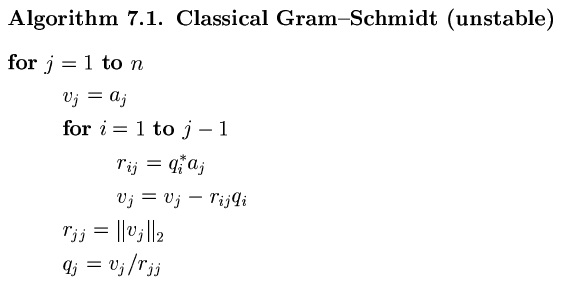 Algorithm 7.1. Classical Gram–Schmidt (unstable)
for j = 1 to n
v_j = a_j
for i = 1 to j − 1
r_{ij} = q_i^* a_j
v_j = v_j − r_{ij} q_i
r_{jj} = ‖v_j‖_2
q_j = v_j / r_{jj}